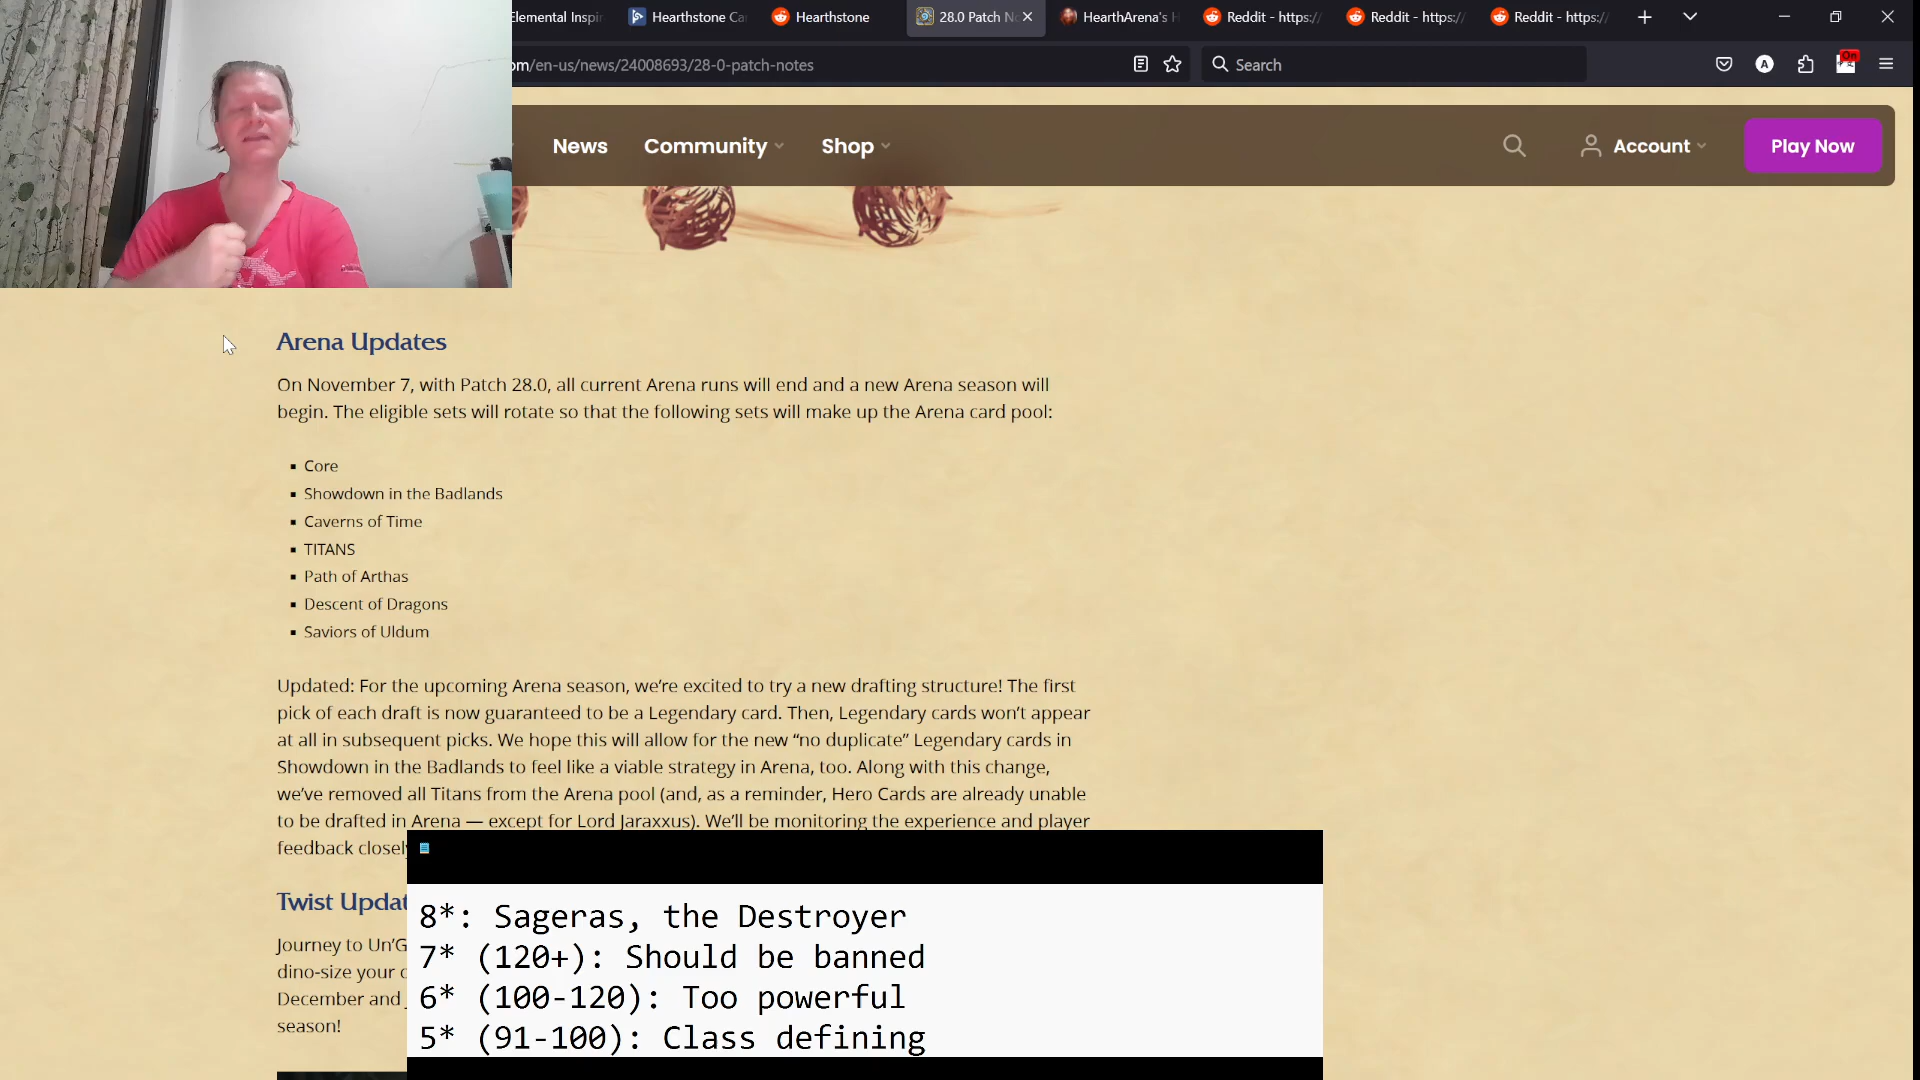 Elemental Inspir
Hearthstone Ca
Hearthstone
28.0 Patch N
HearthArena's H
Reddit - https:/
Reddit - https:/
Reddit - https:/
om/en-us/news/24008693/28-0-patch-notes
Search
A
On
News
Community
Shop
Account
Play Now
Arena Updates
On November 7, with Patch 28.0, all current Arena runs will end and a new Arena season will
begin. The eligible sets will rotate so that the following sets will make up the Arena card pool:
Core
Showdown in the Badlands
Caverns of Time
TITANS
Path of Arthas
Descent of Dragons
Saviors of Uldum
Updated: For the upcoming Arena season, we’re excited to try a new drafting structure! The first
pick of each draft is now guaranteed to be a Legendary card. Then, Legendary cards won’t appear
at all in subsequent picks. We hope this will allow for the new “no duplicate” Legendary cards in
Showdown in the Badlands to feel like a viable strategy in Arena, too. Along with this change,
we’ve removed all Titans from the Arena pool (and, as a reminder, Hero Cards are already unable
to be drafted in Arena — except for Lord Jaraxxus). We’ll be monitoring the experience and player
feedback closely
Twist Updat
Journey to Un’G
dino-size your
December and
season!
8*: Sageras, the Destroyer
7* (120+): Should be banned
6* (100-120): Too powerful
5* (91-100): Class defining